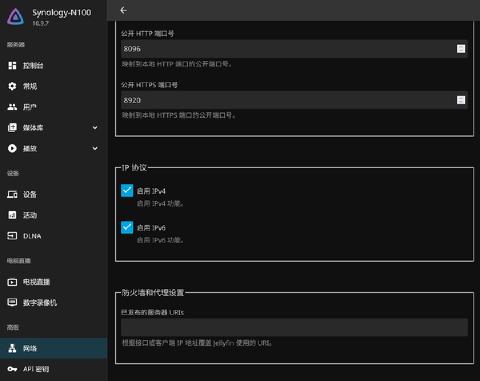 Synology-N100
10.9.7
服务器
控制台
常规
用户
媒体库
播放
设备
设备
活动
DLNA
电视直播
电视直播
数字录像机
高级
网络
API 密钥
公开 HTTP 端口号
8096
映射到本地 HTTP 端口的公开端口号。
公开 HTTPS 端口号
8920
映射到本地 HTTPS 端口的公开端口号。
IP 协议
启用 IPv4
启用 IPv4 功能。
启用 IPv6
启用 IPv6 功能。
防火墙和代理设置
已发布的服务器 URIs
根据接口或客户端 IP 地址覆盖 Jellyfin 使用的 URI。